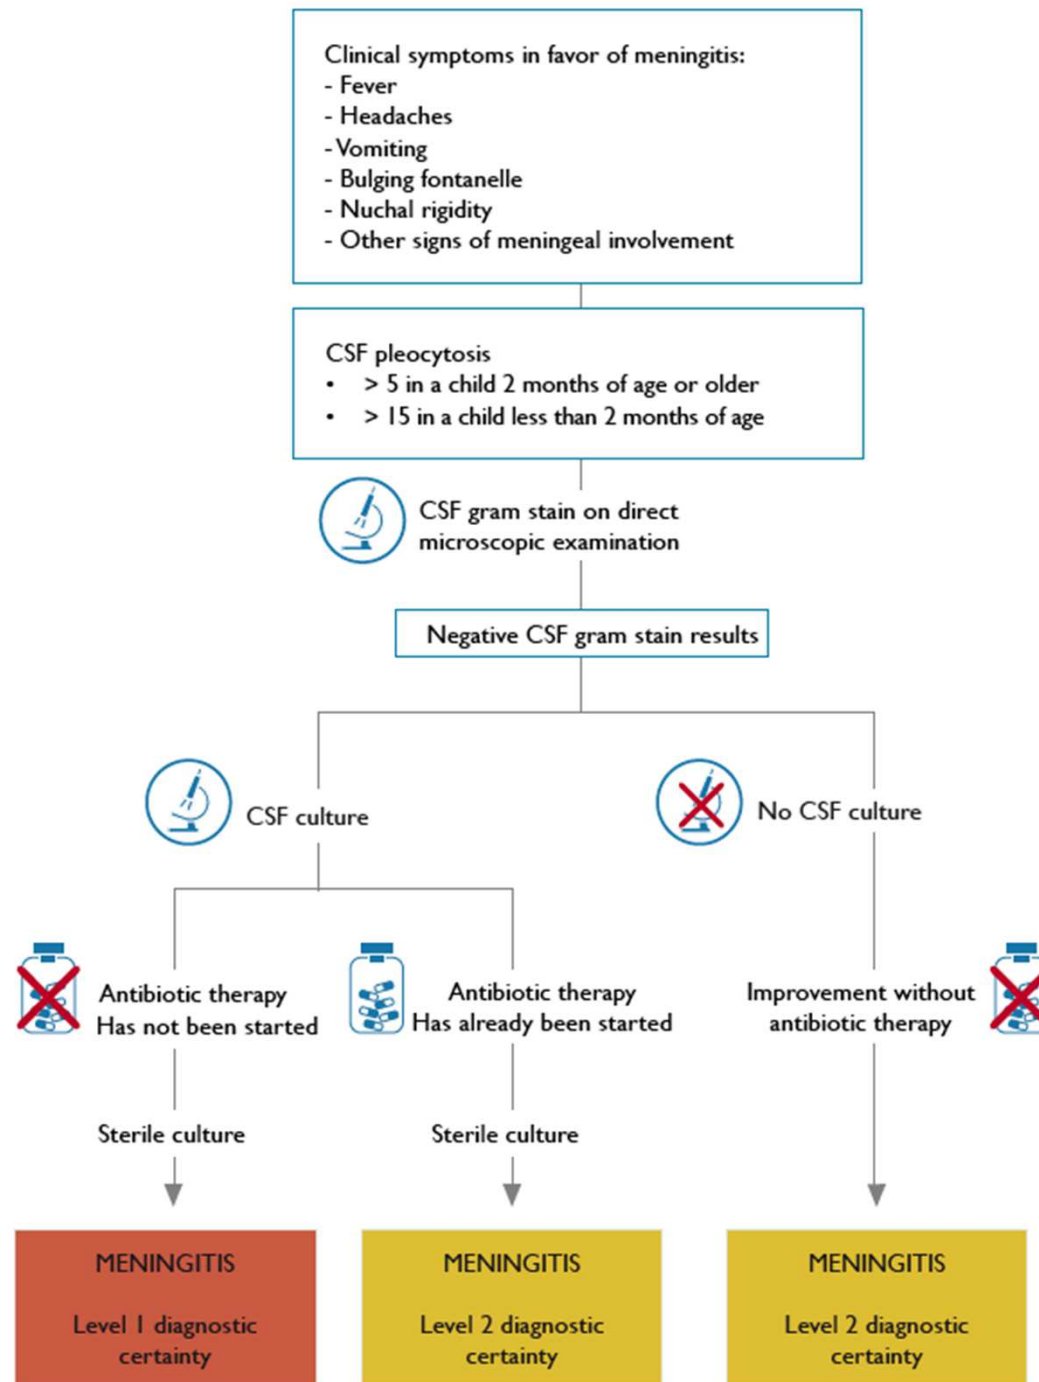 Clinical symptoms in favor of meningitis:
- Fever
- Headaches
- Vomiting
- Bulging fontanelle
- Nuchal rigidity
- Other signs of meningeal involvement
CSF pleocytosis
• > 5 in a child 2 months of age or older
• > 15 in a child less than 2 months of age
CSF gram stain on direct
microscopic examination
Negative CSF gram stain results
CSF culture
No CSF culture
Antibiotic therapy
Has not been started
Antibiotic therapy
Has already been started
Improvement without
antibiotic therapy
Sterile culture
Sterile culture
MENINGITIS
Level 1 diagnostic
certainty
MENINGITIS
Level 2 diagnostic
certainty
MENINGITIS
Level 2 diagnostic
certainty